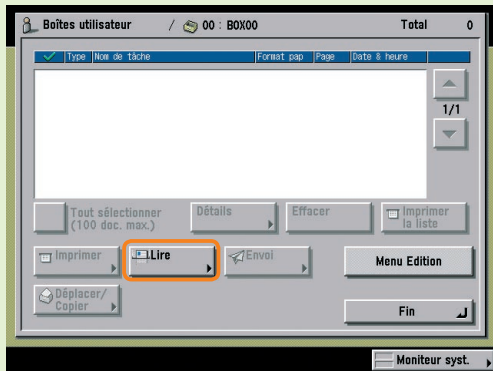 Boîtes utilisateur / 00 : BOX00 Total 0
Type Nom de tâche Format pap Page Date & heure
1/1
Tout sélectionner
(100 doc. max.)
Détails
Effacer
Imprimer
la liste
Imprimer
Lire
Envoi
Menu Edition
Déplacer/
Copier
Fin
Moniteur syst.